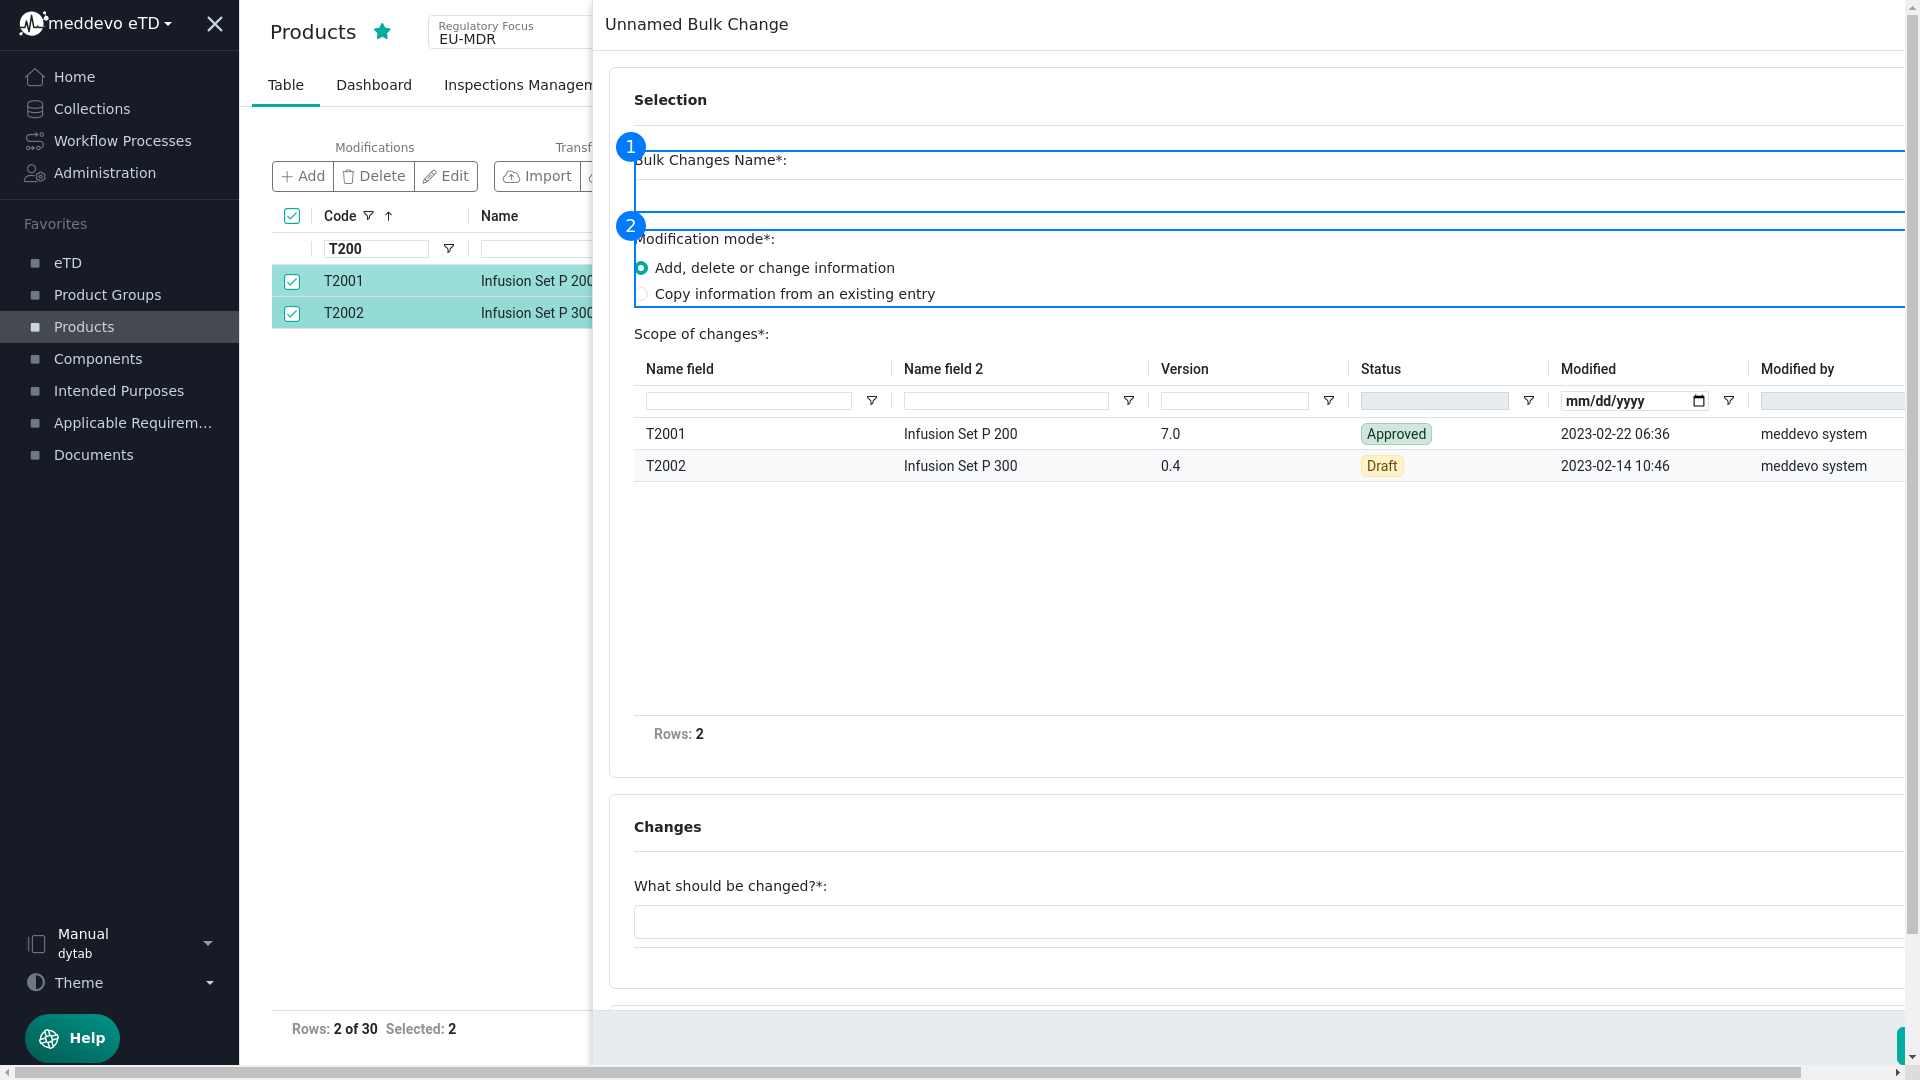 meddevo eTD
Home
Collections
Workflow Processes
Administration
Favorites
eTD
Product Groups
Products
Components
Intended Purposes
Applicable Requirem...
Documents
Manual
dytab
Theme
Help
Products
Regulatory Focus
EU-MDR
Table Dashboard Inspections Managem
Modifications Transf
Add Delete Edit Import
Code Name
T200
T2001 Infusion Set P 200
T2002 Infusion Set P 300
Rows: 2 of 30 Selected: 2
Unnamed Bulk Change
Selection
1
Bulk Changes Name*:
2
Modification mode*:
Add, delete or change information
Copy information from an existing entry
Scope of changes*:
Name field Name field 2 Version Status Modified Modified by
mm/dd/yyyy
T2001 Infusion Set P 200 7.0 Approved 2023-02-22 06:36 meddevo system
T2002 Infusion Set P 300 0.4 Draft 2023-02-14 10:46 meddevo system
Rows: 2
Changes
What should be changed?*: